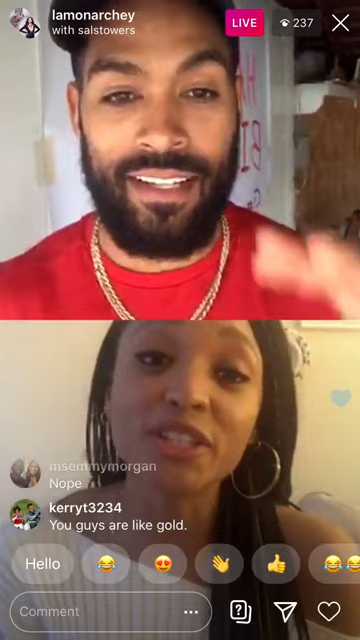 lamonarchey
with salstowers
LIVE
237
msemmymorgan
Nope
kerryt3234
You guys are like gold.
Hello
Comment